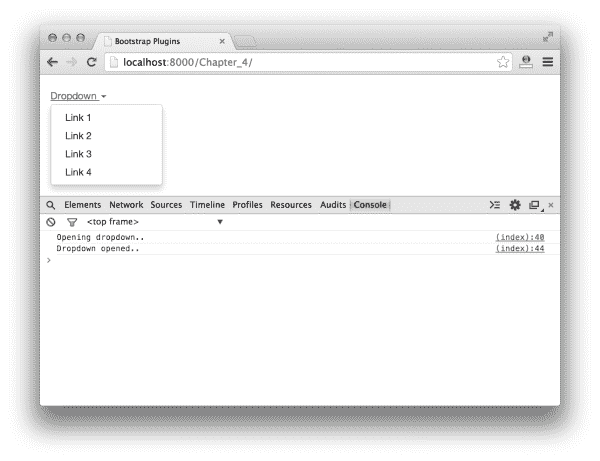 Bootstrap Plugins
localhost:8000/Chapter_4/
Dropdown
Link 1
Link 2
Link 3
Link 4
Elements Network Sources Timeline Profiles Resources Audits Console
<top frame>
Opening dropdown.. (index):40
Dropdown opened.. (index):44